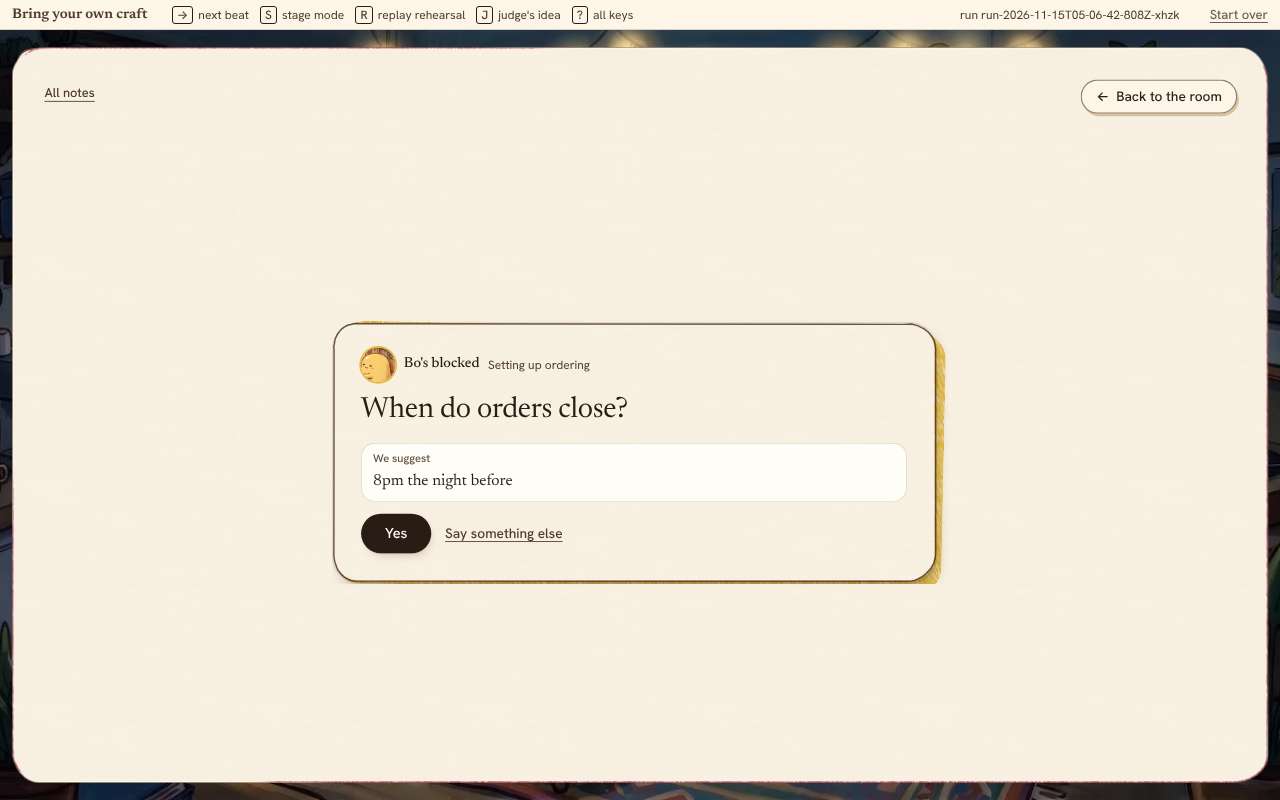 Bring your own craft → next beat S stage mode R replay rehearsal J judge's idea ? all keys run run-2026-11-15T05-06-42-808Z-xhzk Start over
All notes
← Back to the room
Bo's blocked Setting up ordering
When do orders close?
We suggest
8pm the night before
Yes Say something else